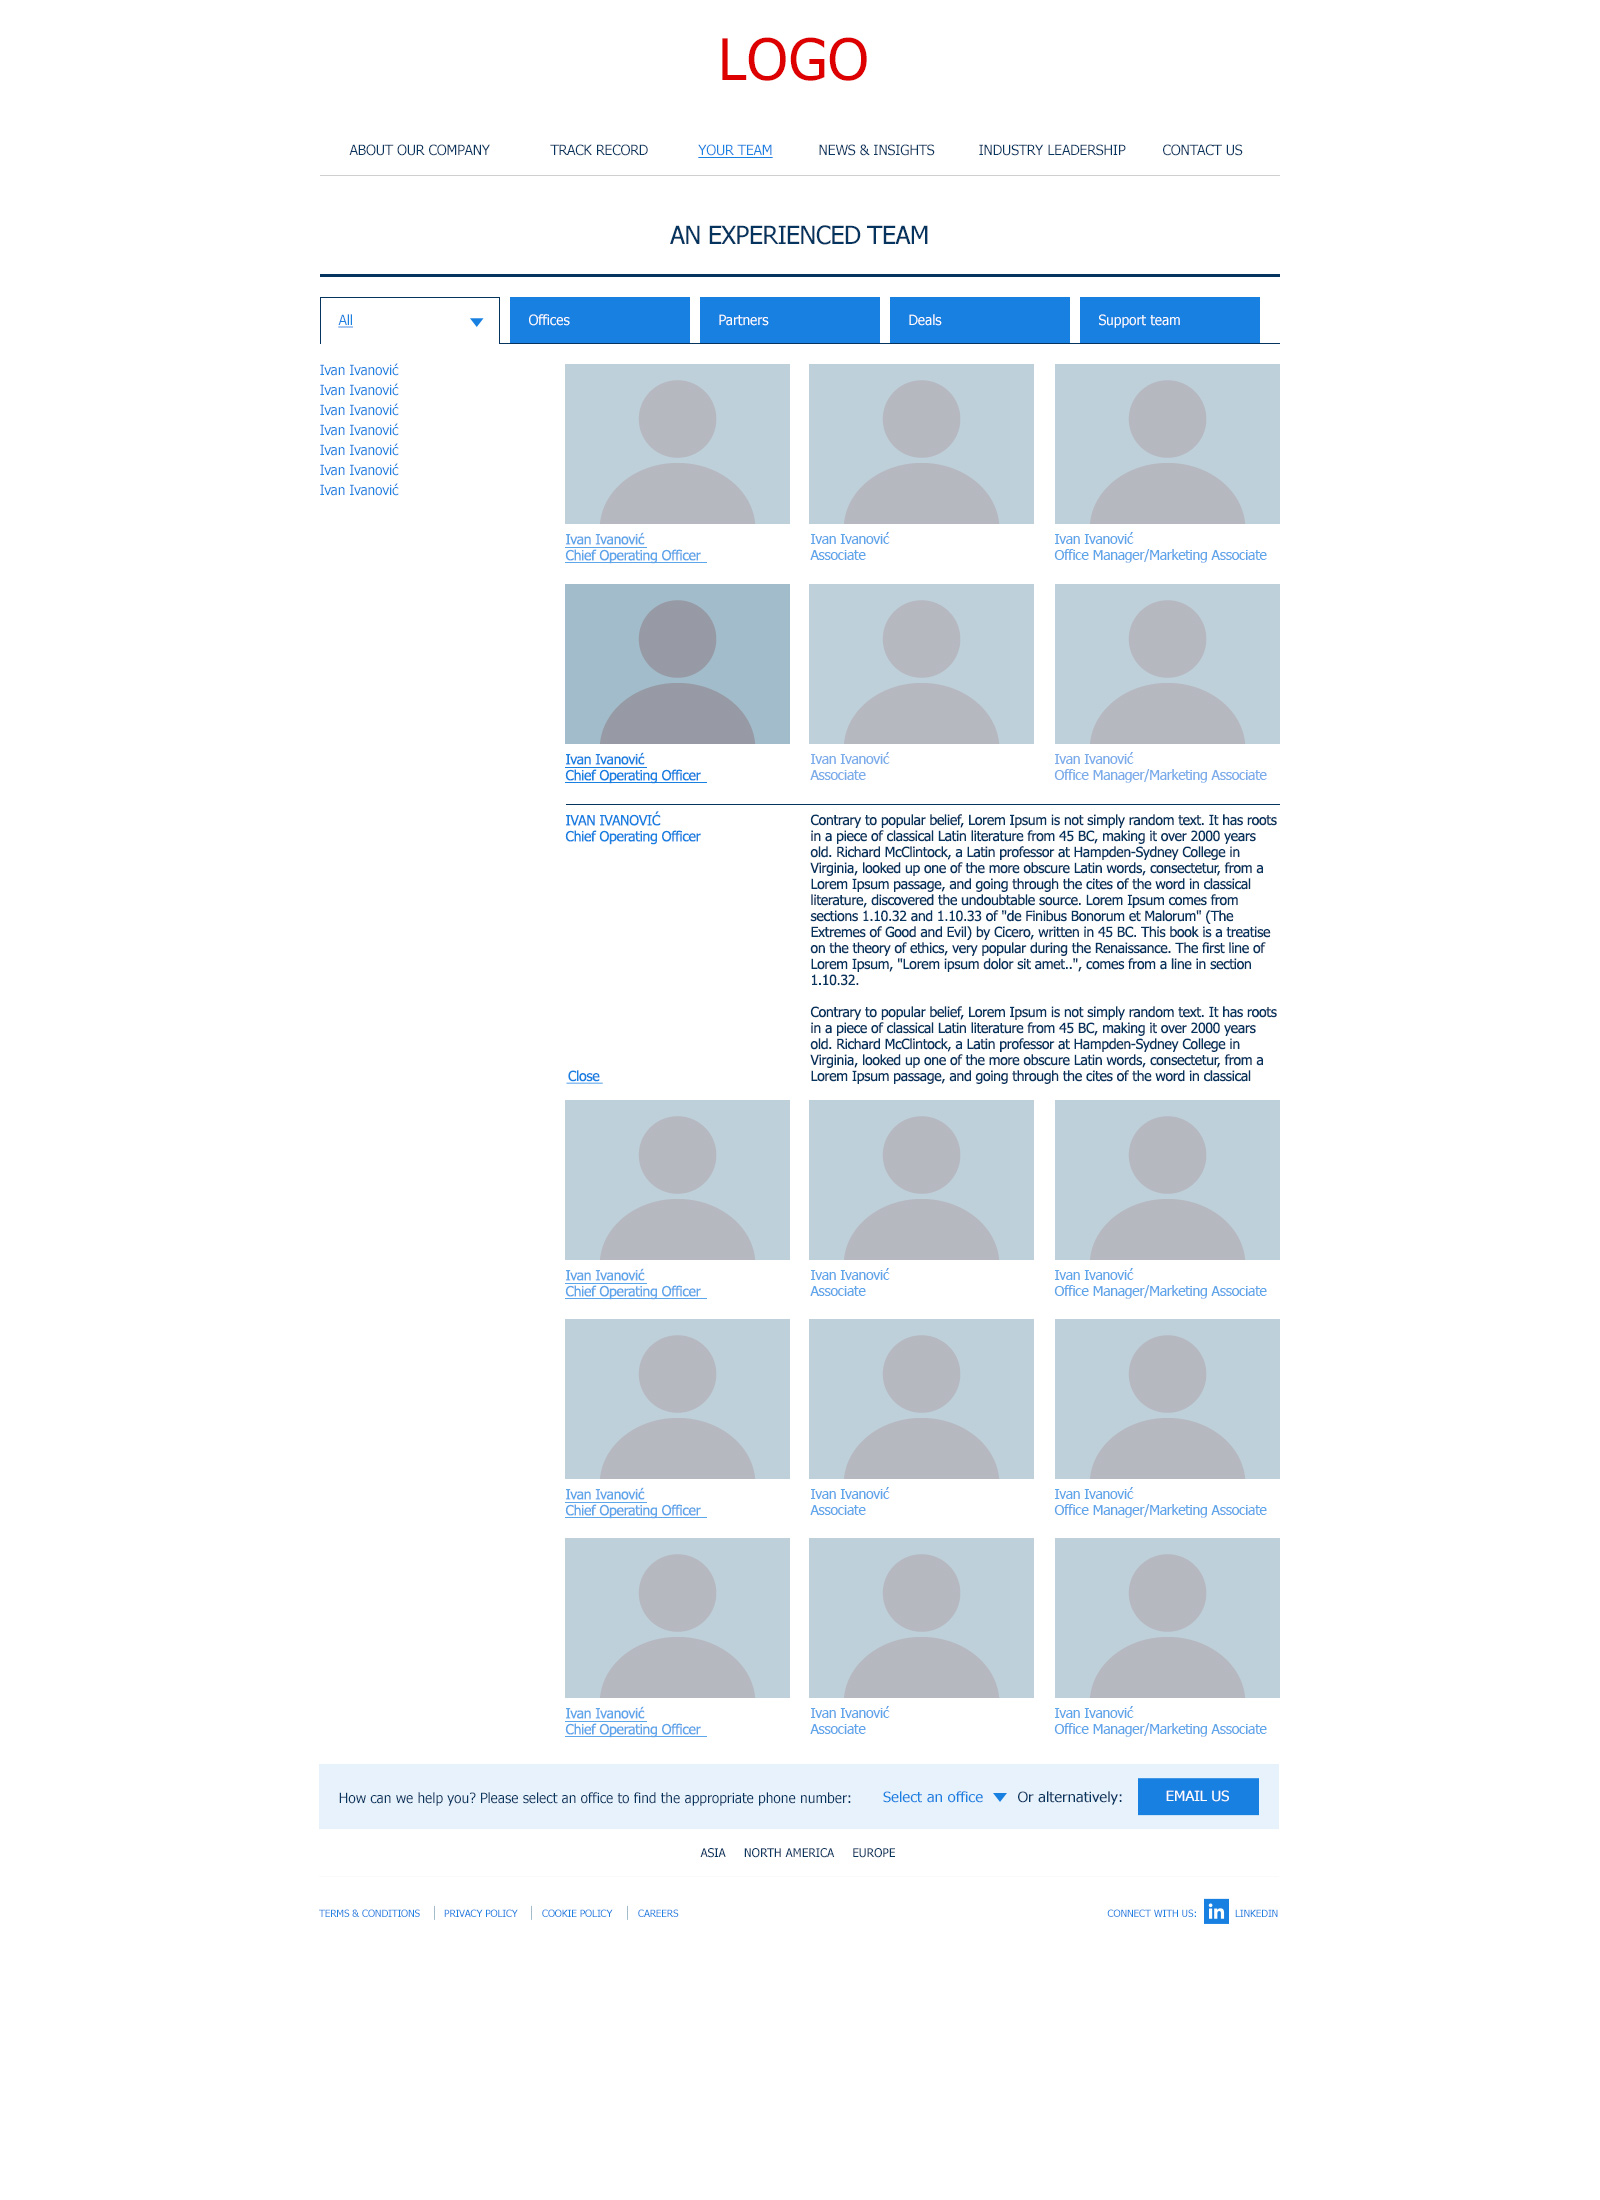 LOGO
ABOUT OUR COMPANY
TRACK RECORD
YOUR TEAM
NEWS & INSIGHTS
INDUSTRY LEADERSHIP
CONTACT US
AN EXPERIENCED TEAM
All
Offices
Partners
Deals
Support team
Ivan Ivanović
Ivan Ivanović
Ivan Ivanović
Ivan Ivanović
Ivan Ivanović
Ivan Ivanović
Ivan Ivanović
Ivan Ivanović
Chief Operating Officer
Ivan Ivanović
Associate
Ivan Ivanović
Office Manager/Marketing Associate
Ivan Ivanović
Chief Operating Officer
Ivan Ivanović
Associate
Ivan Ivanović
Office Manager/Marketing Associate
IVAN IVANOVIĆ
Chief Operating Officer
Contrary to popular belief, Lorem Ipsum is not simply random text. It has roots
in a piece of classical Latin literature from 45 BC, making it over 2000 years
old. Richard McClintock, a Latin professor at Hampden-Sydney College in
Virginia, looked up one of the more obscure Latin words, consectetur, from a
Lorem Ipsum passage, and going through the cites of the word in classical
literature, discovered the undoubtable source. Lorem Ipsum comes from
sections 1.10.32 and 1.10.33 of "de Finibus Bonorum et Malorum" (The
Extremes of Good and Evil) by Cicero, written in 45 BC. This book is a treatise
on the theory of ethics, very popular during the Renaissance. The first line of
Lorem Ipsum, "Lorem ipsum dolor sit amet..", comes from a line in section
1.10.32.
Contrary to popular belief, Lorem Ipsum is not simply random text. It has roots
in a piece of classical Latin literature from 45 BC, making it over 2000 years
old. Richard McClintock, a Latin professor at Hampden-Sydney College in
Virginia, looked up one of the more obscure Latin words, consectetur, from a
Lorem Ipsum passage, and going through the cites of the word in classical
Close
Ivan Ivanović
Chief Operating Officer
Ivan Ivanović
Associate
Ivan Ivanović
Office Manager/Marketing Associate
Ivan Ivanović
Chief Operating Officer
Ivan Ivanović
Associate
Ivan Ivanović
Office Manager/Marketing Associate
Ivan Ivanović
Chief Operating Officer
Ivan Ivanović
Associate
Ivan Ivanović
Office Manager/Marketing Associate
How can we help you? Please select an office to find the appropriate phone number:
Select an office
Or alternatively:
EMAIL US
ASIA
NORTH AMERICA
EUROPE
TERMS & CONDITIONS
PRIVACY POLICY
COOKIE POLICY
CAREERS
CONNECT WITH US:
in
LINKEDIN